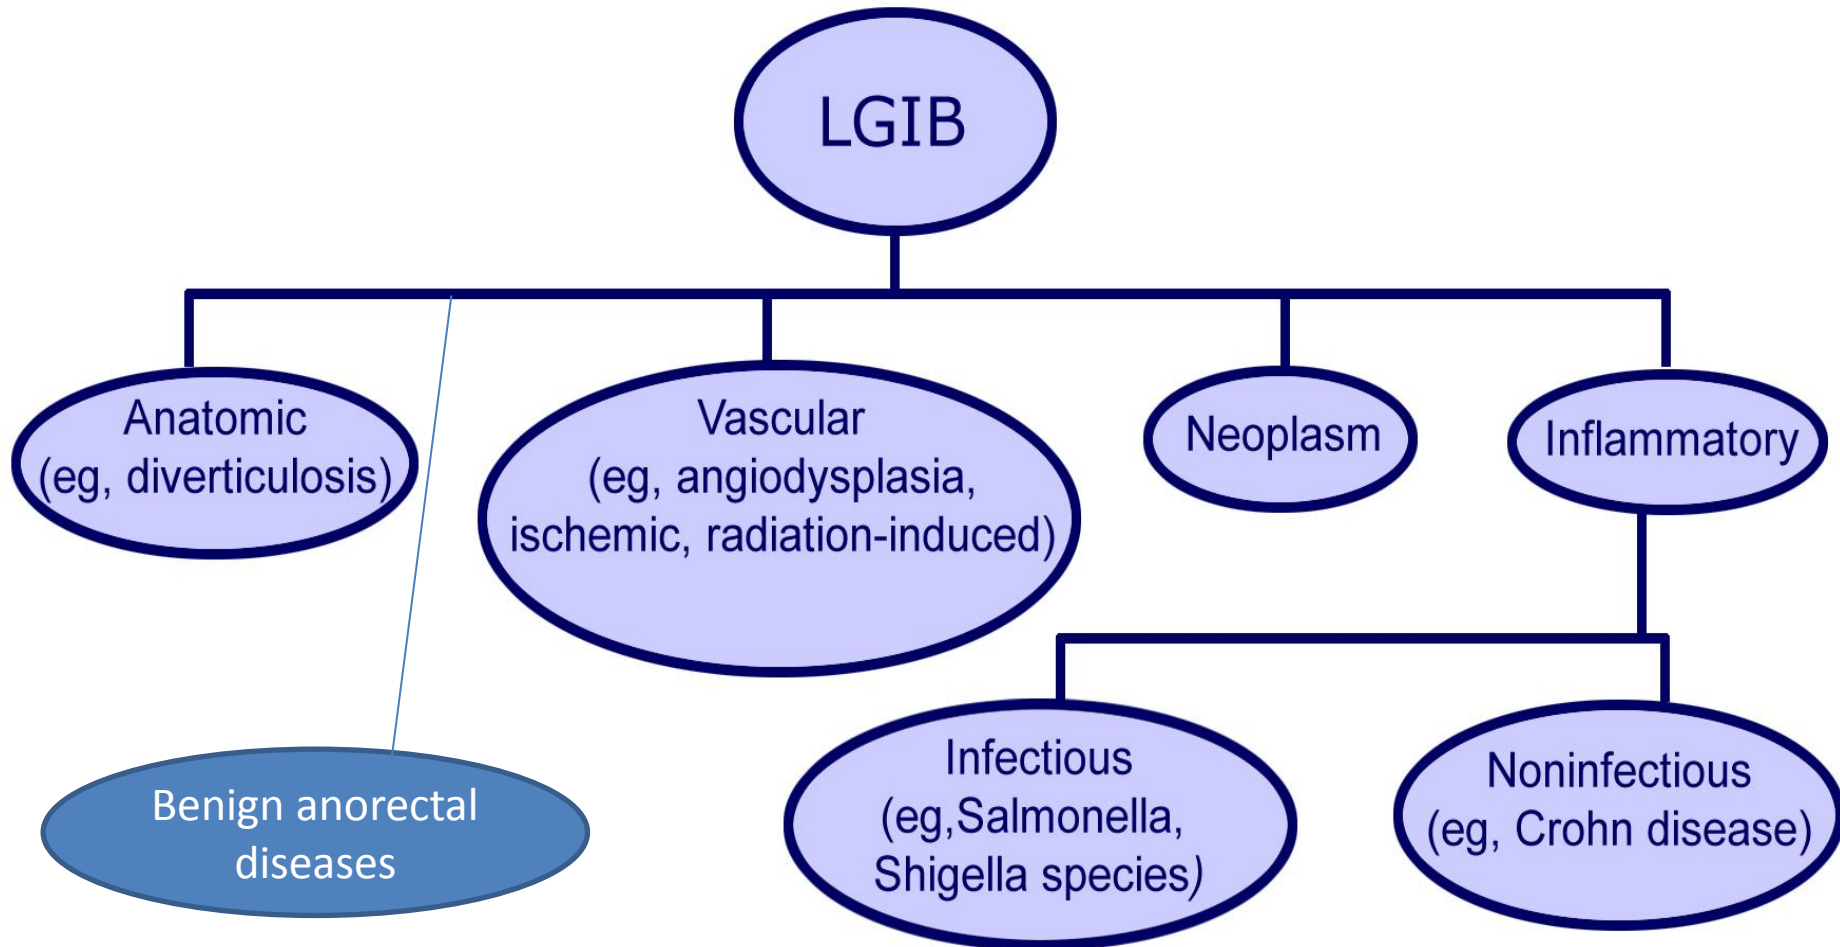 LGIB
Anatomic
(eg, diverticulosis)
Vascular
(eg, angiodysplasia,
ischemic, radiation-induced)
Neoplasm
Inflammatory
Benign anorectal
diseases
Infectious
(eg,Salmonella,
Shigella species)
Noninfectious
(eg, Crohn disease)